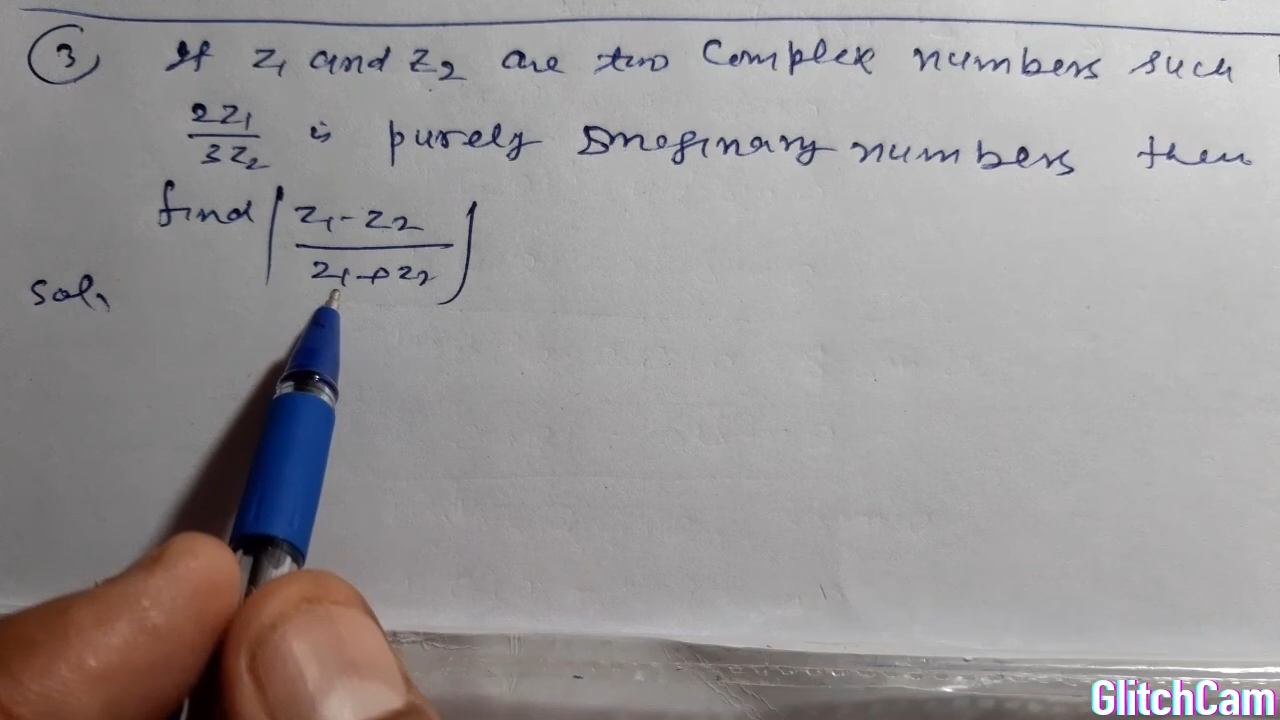 3 If z₁ and z₂ are two complex numbers such
2z₁/3z₂ is purely Imaginary numbers then
find |z₁-z₂/z₁+z₂|
Sol,
GlitchCam